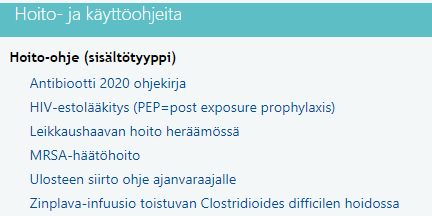 Hoito- ja käyttöohjeita
Hoito-ohje (sisältötyyppi)
Antibiootti 2020 ohjekirja
HIV-estolääkitys (PEP=post exposure prophylaxis)
Leikkaushaavan hoito heräämössä
MRSA-häätöhoito
Ulosteen siirto ohje ajanvaraajalle
Zinplava-infuusio toistuvan Clostridioides difficilen hoidossa